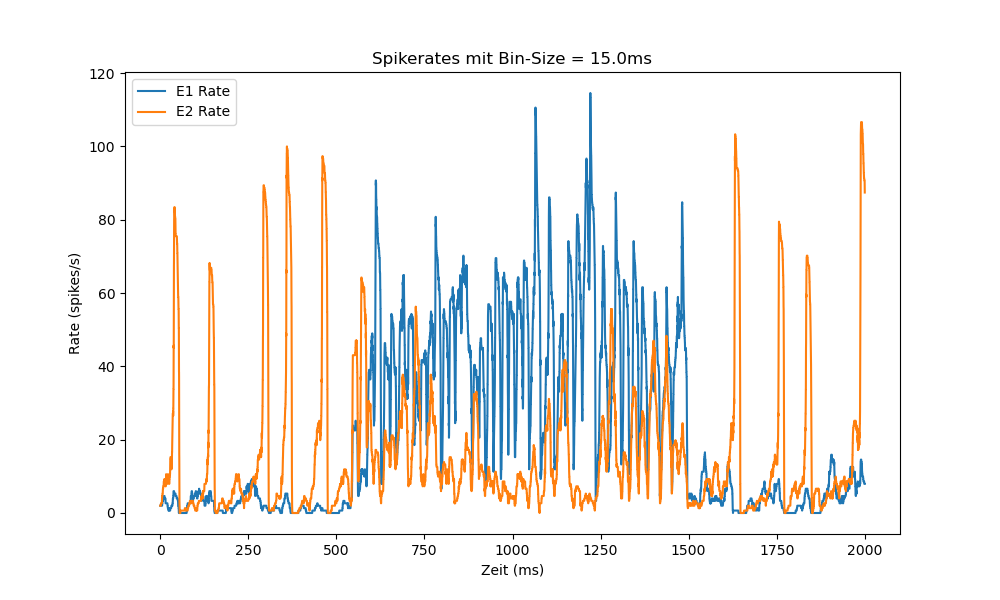 Spikerates mit Bin-Size = 15.0ms
E1 Rate
E2 Rate
120
100
80
60
40
20
0
Rate (spikes/s)
0 250 500 750 1000 1250 1500 1750 2000
Zeit (ms)